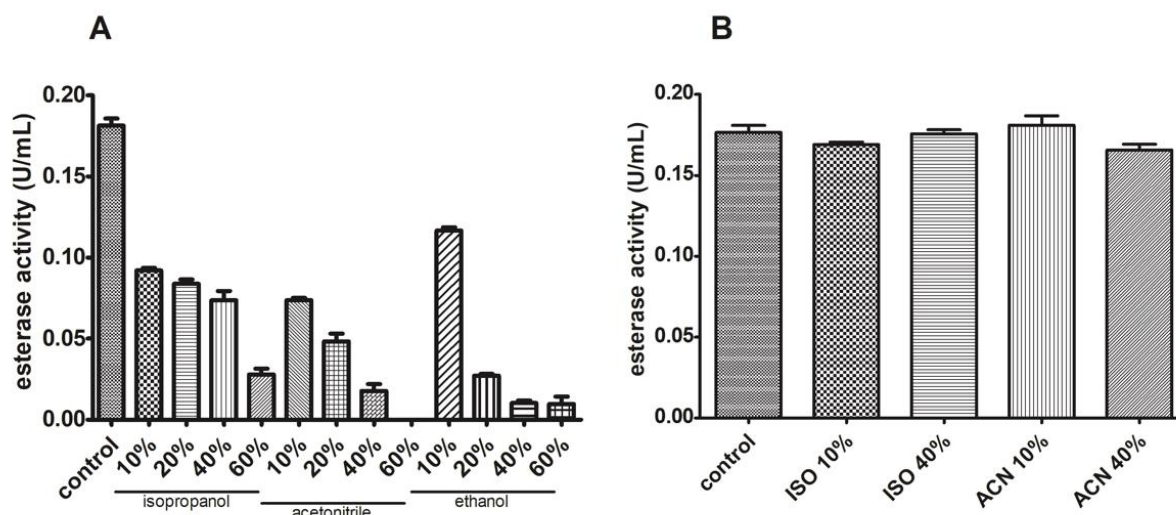 A
esterase activity (U/mL)
0.20
0.15
0.10
0.05
0.00
control
10%
20%
40%
60%
10%
20%
40%
60%
10%
20%
40%
60%
isopropanol
acetonitrile
ethanol
B
esterase activity (U/mL)
0.20
0.15
0.10
0.05
0.00
control
ISO 10%
ISO 40%
ACN 10%
ACN 40%